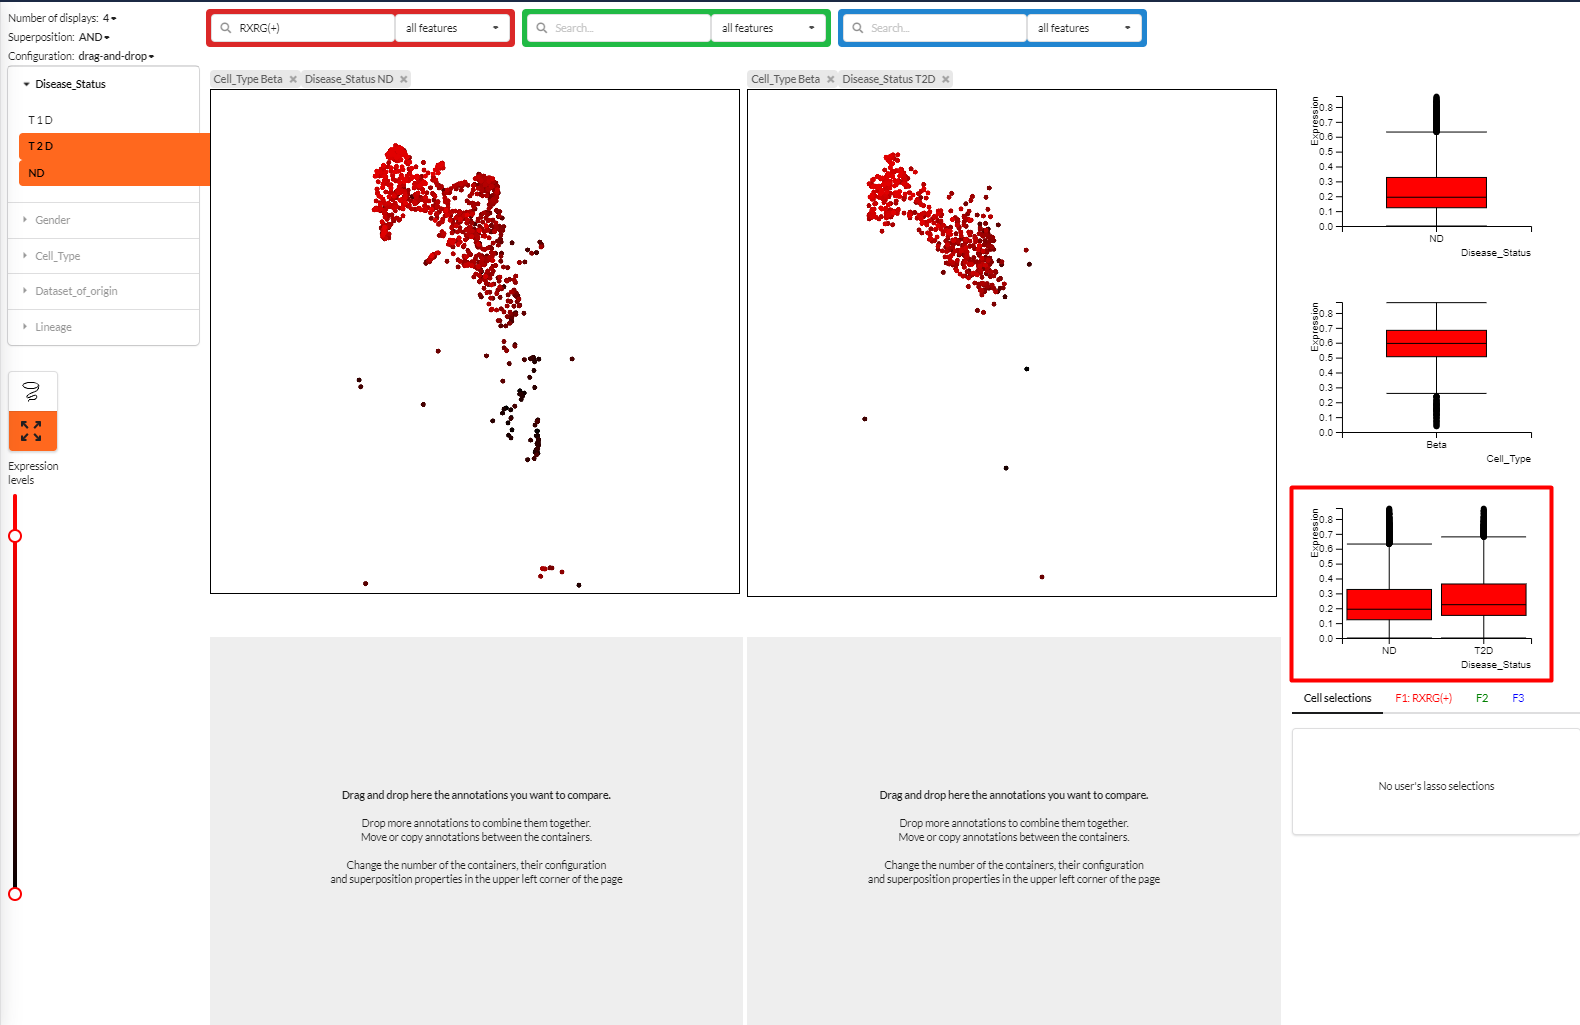 Number of displays: 4
Superposition: AND
Configuration: drag-and-drop
RXRG(+)
all features
Search...
all features
Search...
all features
Disease_Status
T1D
T2D
ND
Gender
Cell_Type
Dataset_of_origin
Lineage
Expression
levels
Cell_Type Beta × Disease_Status ND ×
Cell_Type Beta × Disease_Status T2D ×
Drag and drop here the annotations you want to compare.
Drop more annotations to combine them together.
Move or copy annotations between the containers.
Change the number of the containers, their configuration
and superposition properties in the upper left corner of the page
Drag and drop here the annotations you want to compare.
Drop more annotations to combine them together.
Move or copy annotations between the containers.
Change the number of the containers, their configuration
and superposition properties in the upper left corner of the page
Expression
0.8
0.7
0.6
0.5
0.4
0.3
0.2
0.1
0.0
ND
Disease_Status
Expression
0.8
0.7
0.6
0.5
0.4
0.3
0.2
0.1
0.0
Beta
Cell_Type
Expression
0.8
0.7
0.6
0.5
0.4
0.3
0.2
0.1
0.0
ND T2D
Disease_Status
Cell selections F1: RXRG(+) F2 F3
No user's lasso selections